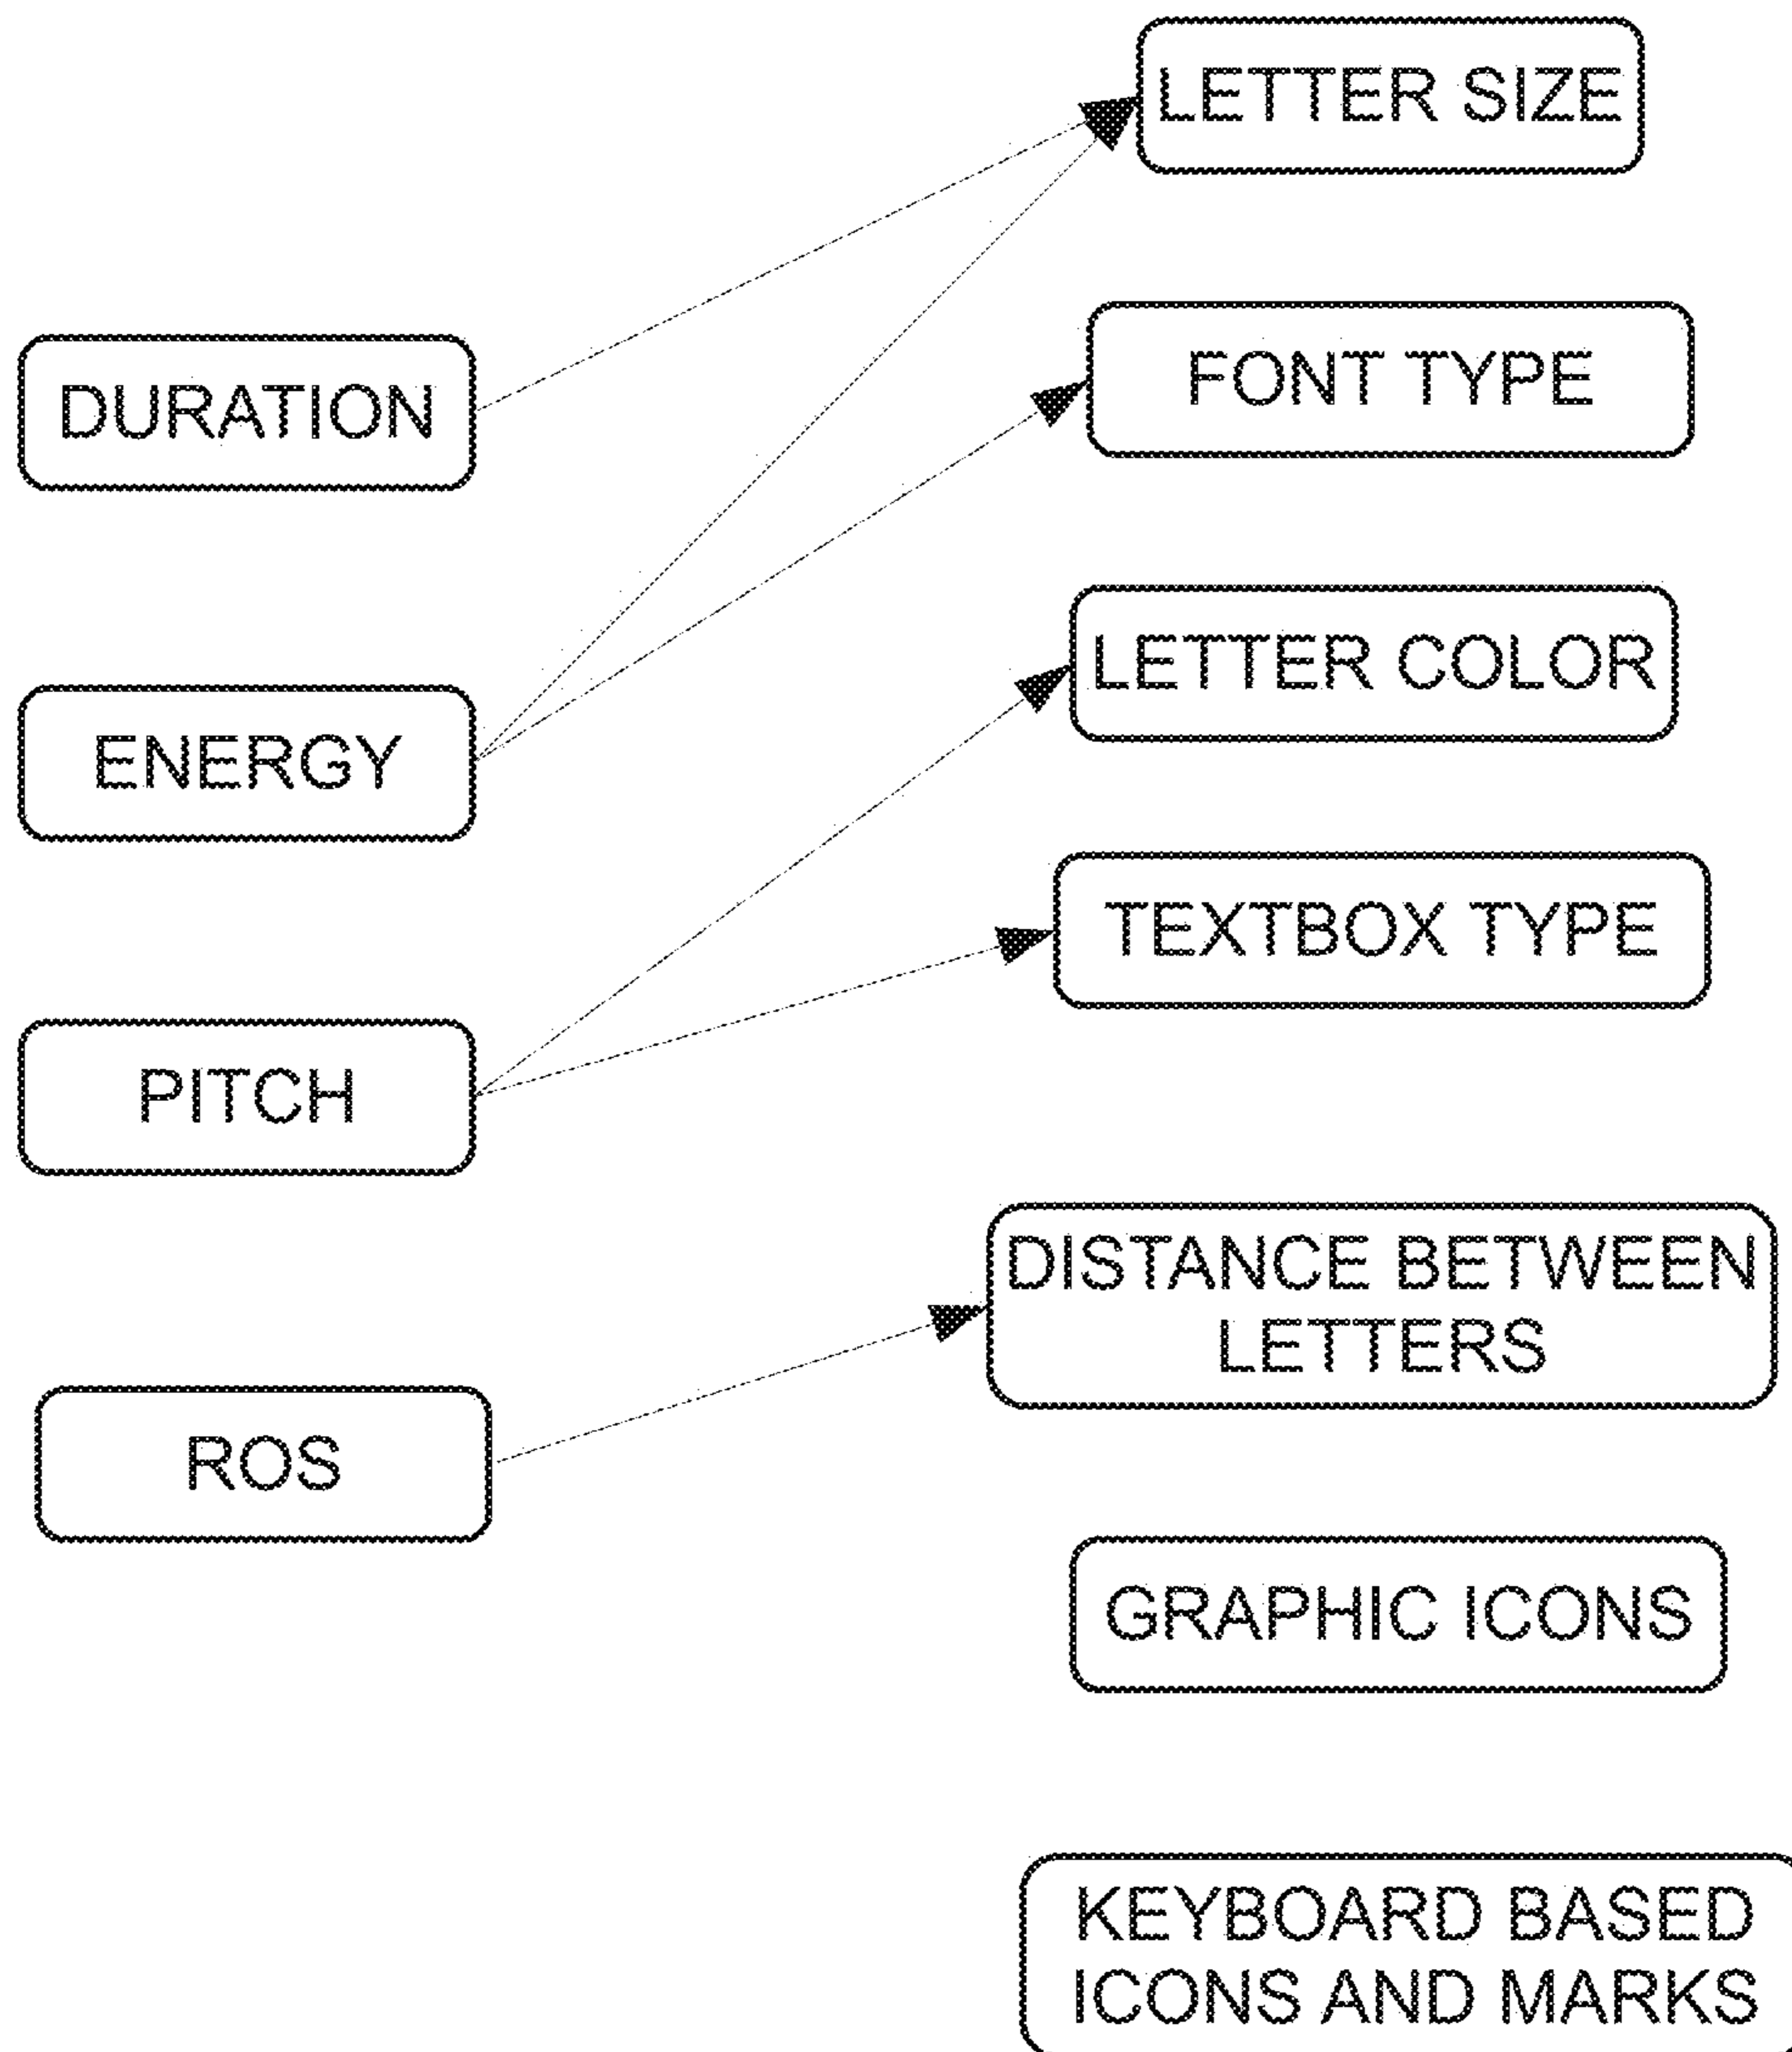 LETTER SIZE
FONT TYPE
DURATION
LETTER COLOR
ENERGY
TEXTBOX TYPE
PITCH
DISTANCE BETWEEN
LETTERS
ROS
GRAPHIC ICONS
KEYBOARD BASED
ICONS AND MARKS